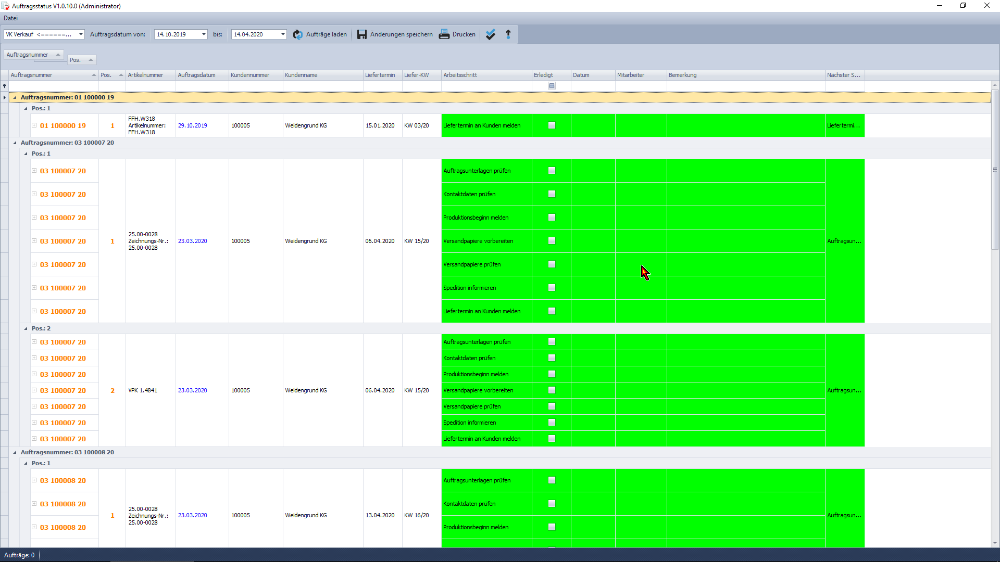 Auftragsstatus V1.0.10.0 (Administrator)
Datei
VK Verkauf <======... Auftragsdatum von: 14.10.2019 bis: 14.04.2020 Aufträge laden Änderungen speichern Drucken
Auftragsnummer
Pos.
Auftragsnummer Pos. Artikelnummer Auftragsdatum Kundennummer Kundenname Liefertermin Liefer-KW Arbeitsschritt Erledigt Datum Mitarbeiter Bemerkung Nächster S...
Auftragsnummer: 01 100000 19
Pos.: 1
01 100000 19 1 FFH.W318 Artikelnummer: FFH.W318 29.10.2019 100005 Weidengrund KG 15.01.2020 KW 03/20 Liefertermin an Kunden melden Liefertermi...
Auftragsnummer: 03 100007 20
Pos.: 1
03 100007 20 Auftragsunterlagen prüfen
03 100007 20 Kontaktdaten prüfen
03 100007 20 Produktionsbeginn melden
03 100007 20 1 25.00-0028 Zeichnungs-Nr.: 25.00-0028 23.03.2020 100005 Weidengrund KG 06.04.2020 KW 15/20 Versandpapiere vorbereiten Auftragsun...
03 100007 20 Versandpapiere prüfen
03 100007 20 Spedition informieren
03 100007 20 Liefertermin an Kunden melden
Pos.: 2
03 100007 20 Auftragsunterlagen prüfen
03 100007 20 Kontaktdaten prüfen
03 100007 20 Produktionsbeginn melden
03 100007 20 2 VPK 1.4841 23.03.2020 100005 Weidengrund KG 06.04.2020 KW 15/20 Versandpapiere vorbereiten Auftragsun...
03 100007 20 Versandpapiere prüfen
03 100007 20 Spedition informieren
03 100007 20 Liefertermin an Kunden melden
Auftragsnummer: 03 100008 20
Pos.: 1
03 100008 20 Auftragsunterlagen prüfen
03 100008 20 Kontaktdaten prüfen
1 25.00-0028 Zeichnungs-Nr.: 25.00-0028 23.03.2020 100005 Weidengrund KG 13.04.2020 KW 16/20 Auftragsun...
03 100008 20 Produktionsbeginn melden
Aufträge: 0